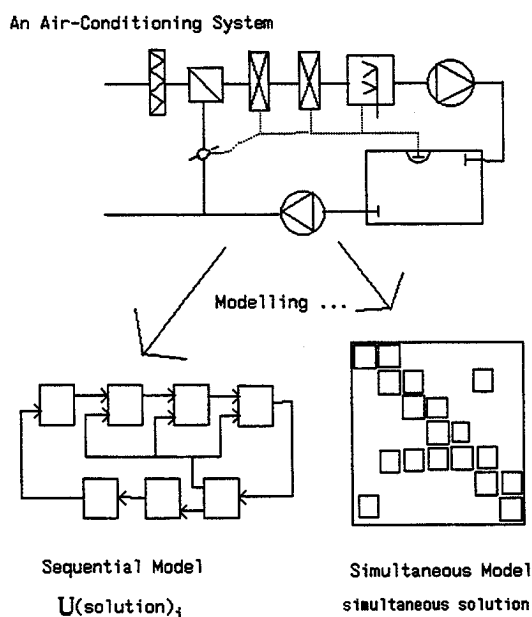 An Air-Conditioning System
Modelling ...
Sequential Model
U(solution)i
Simultaneous Model
simultaneous solution